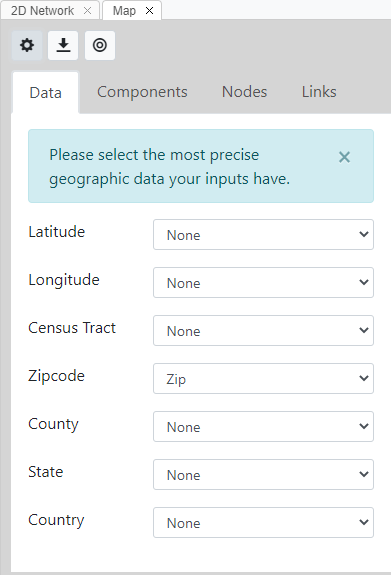 2D Network × Map ×
Data Components Nodes Links
Please select the most precise ×
geographic data your inputs have.
Latitude None
Longitude None
Census Tract None
Zipcode Zip
County None
State None
Country None